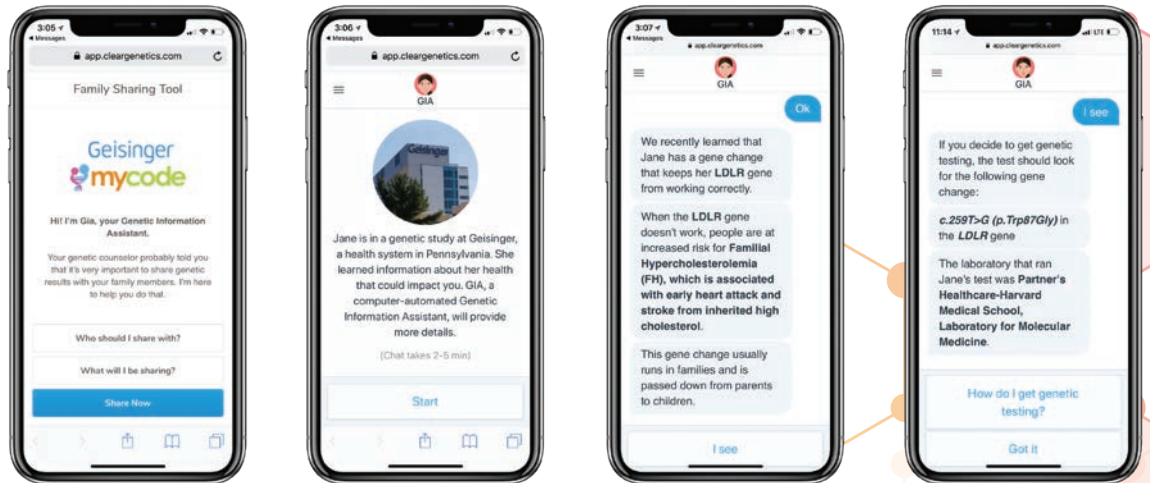 3:05
Messages
app.cleargenetics.com
Family Sharing Tool
Geisinger
mycode
Hi! I'm Gia, your Genetic Information
Assistant.
Your genetic counselor probably told you
that it's very important to share genetic
results with your family members. I'm here
to help you do that.
Who should I share with?
What will I be sharing?
Share Now
3:06
Messages
app.cleargenetics.com
GIA
Geisinger
Jane is in a genetic study at Geisinger,
a health system in Pennsylvania. She
learned information about her health
that could impact you. GIA, a
computer-automated Genetic
Information Assistant, will provide
more details.
(Chat takes 2-5 min)
Start
3:07
Messages
app.cleargenetics.com
GIA
Ok
We recently learned that
Jane has a gene change
that keeps her LDLR gene
from working correctly.
When the LDLR gene
doesn't work, people are at
increased risk for Familial
Hypercholesterolemia
(FH), which is associated
with early heart attack and
stroke from inherited high
cholesterol.
This gene change usually
runs in families and is
passed down from parents
to children.
I see
11:14
LTE
app.cleargenetics.com
GIA
I see
If you decide to get genetic
testing, the test should look
for the following gene
change:
c.259T>G (p.Trp87Gly) in
the LDLR gene
The laboratory that ran
Jane's test was Partner's
Healthcare-Harvard
Medical School,
Laboratory for Molecular
Medicine.
How do I get genetic
testing?
Got it